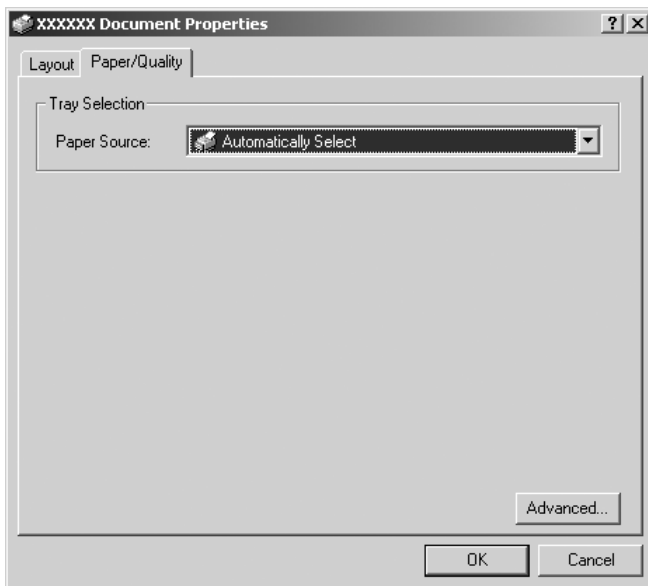 XXXXXX Document Properties
Layout Paper/Quality
Tray Selection
Paper Source: Automatically Select
Advanced...
OK Cancel